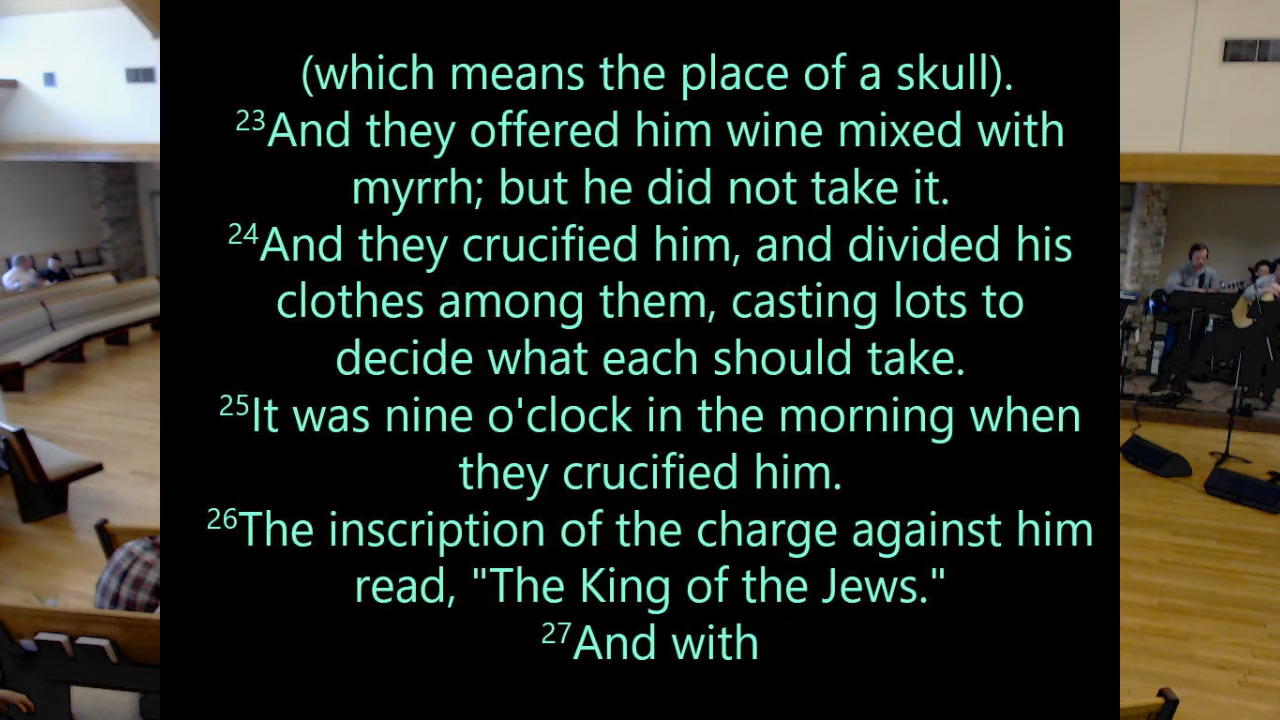 (which means the place of a skull).
23And they offered him wine mixed with
myrrh; but he did not take it.
24And they crucified him, and divided his
clothes among them, casting lots to
decide what each should take.
25It was nine o'clock in the morning when
they crucified him.
26The inscription of the charge against him
read, "The King of the Jews."
27And with